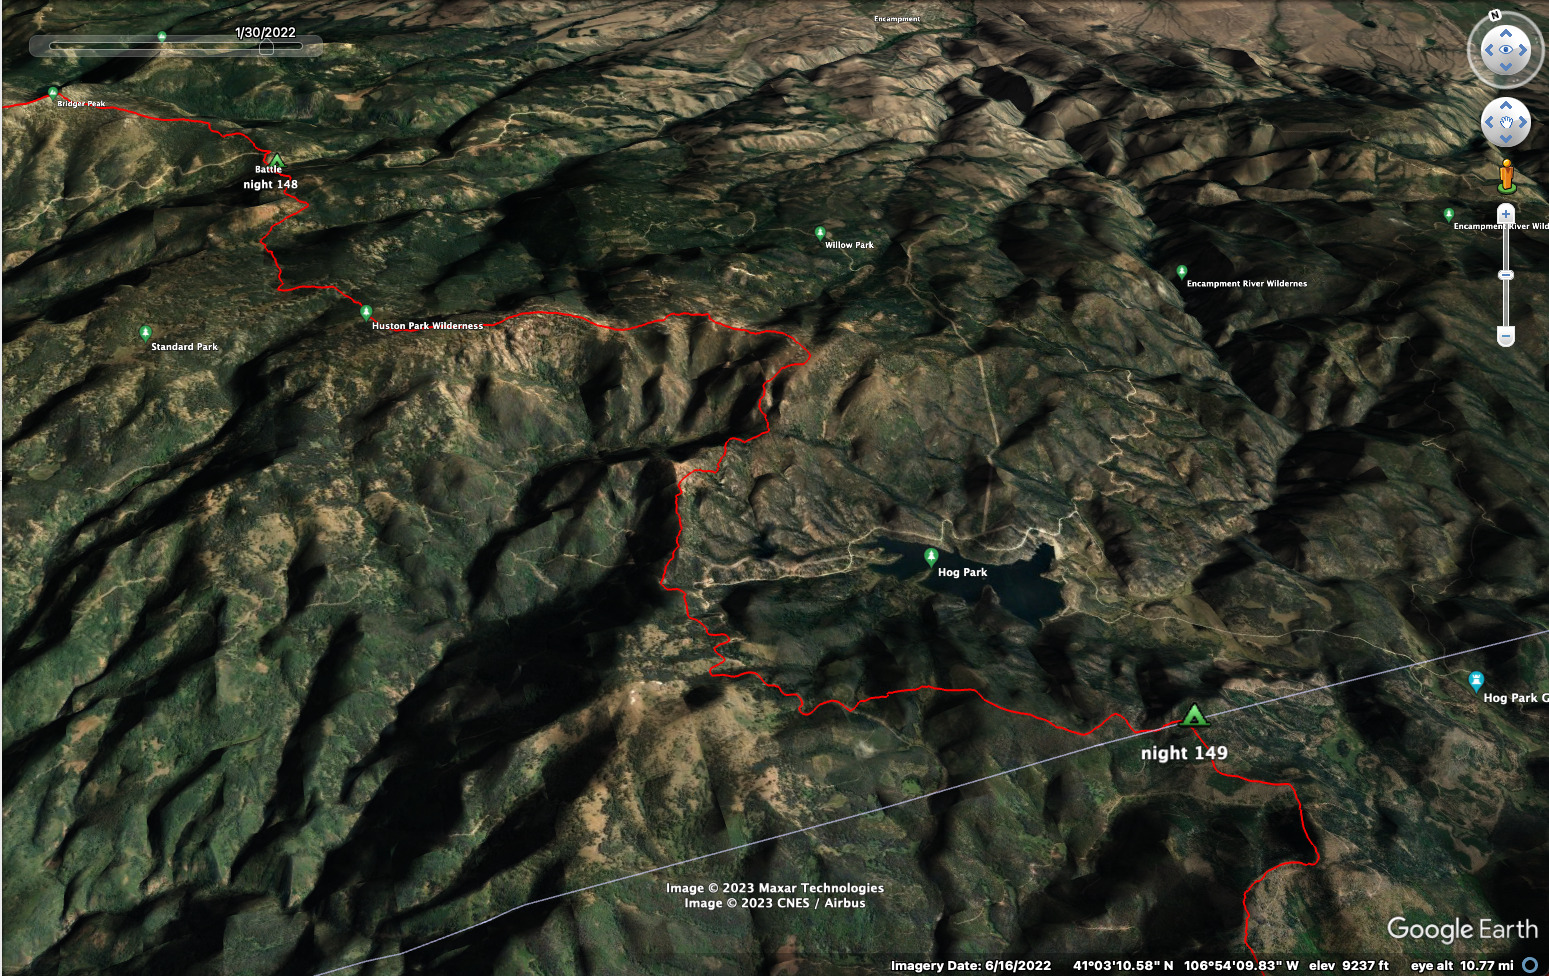 Encampment
N
1/30/2022
Bridger Peak
Battle
night 148
Encampment River Wild
Willow Park
Encampment River Wildernes
Huston Park Wilderness
Standard Park
Hog Park
Hog Park G
night 149
Image © 2023 Maxar Technologies
Image © 2023 CNES / Airbus
Google Earth
Imagery Date: 6/16/2022 41°03'10.58" N 106°54'09.83" W elev 9237 ft eye alt 10.77 mi